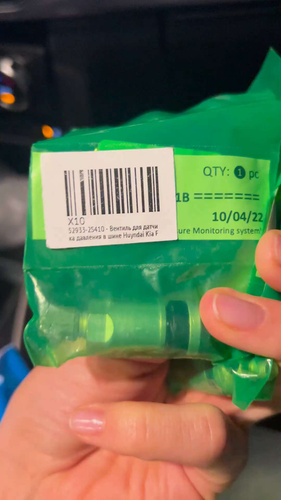 QTY: 1 pc
1B =======
10/04/22
ure Monitoring system!
X10
52933-2S410 - Вентиль для датчи
ка давления в шине Huyndai Kia F